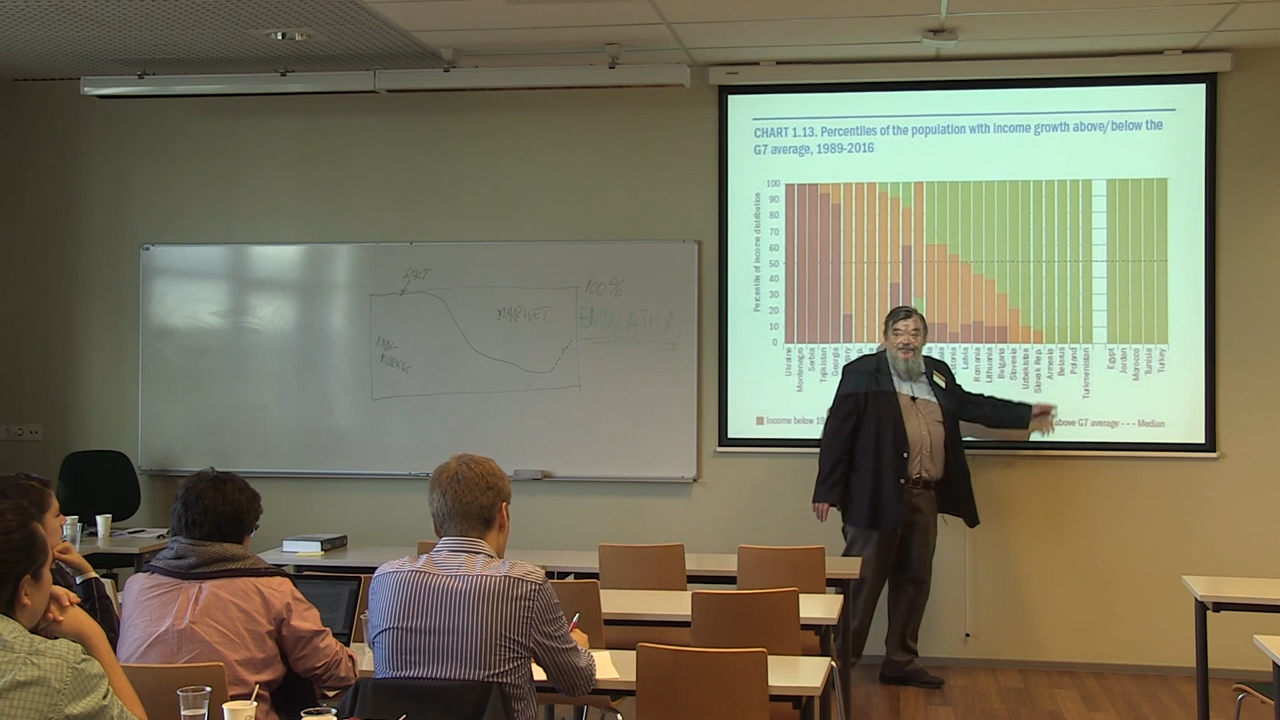 SPLIT
100%
MARKET
EMULATION
CHART 1.13. Percentiles of the population with income growth above/below the
G7 average, 1989-2016
Percentile of income distribution
100
90
80
70
60
50
40
30
20
10
0
Ukraine
Montenegro
Serbia
Tajikistan
Georgia
Latvia
Romania
Lithuania
Bulgaria
Slovenia
Uzbekistan
Slovak Rep.
Armenia
Belarus
Poland
Turkmenistan
Egypt
Jordan
Morocco
Tunisia
Turkey
Income below 19
above G7 average --- Median